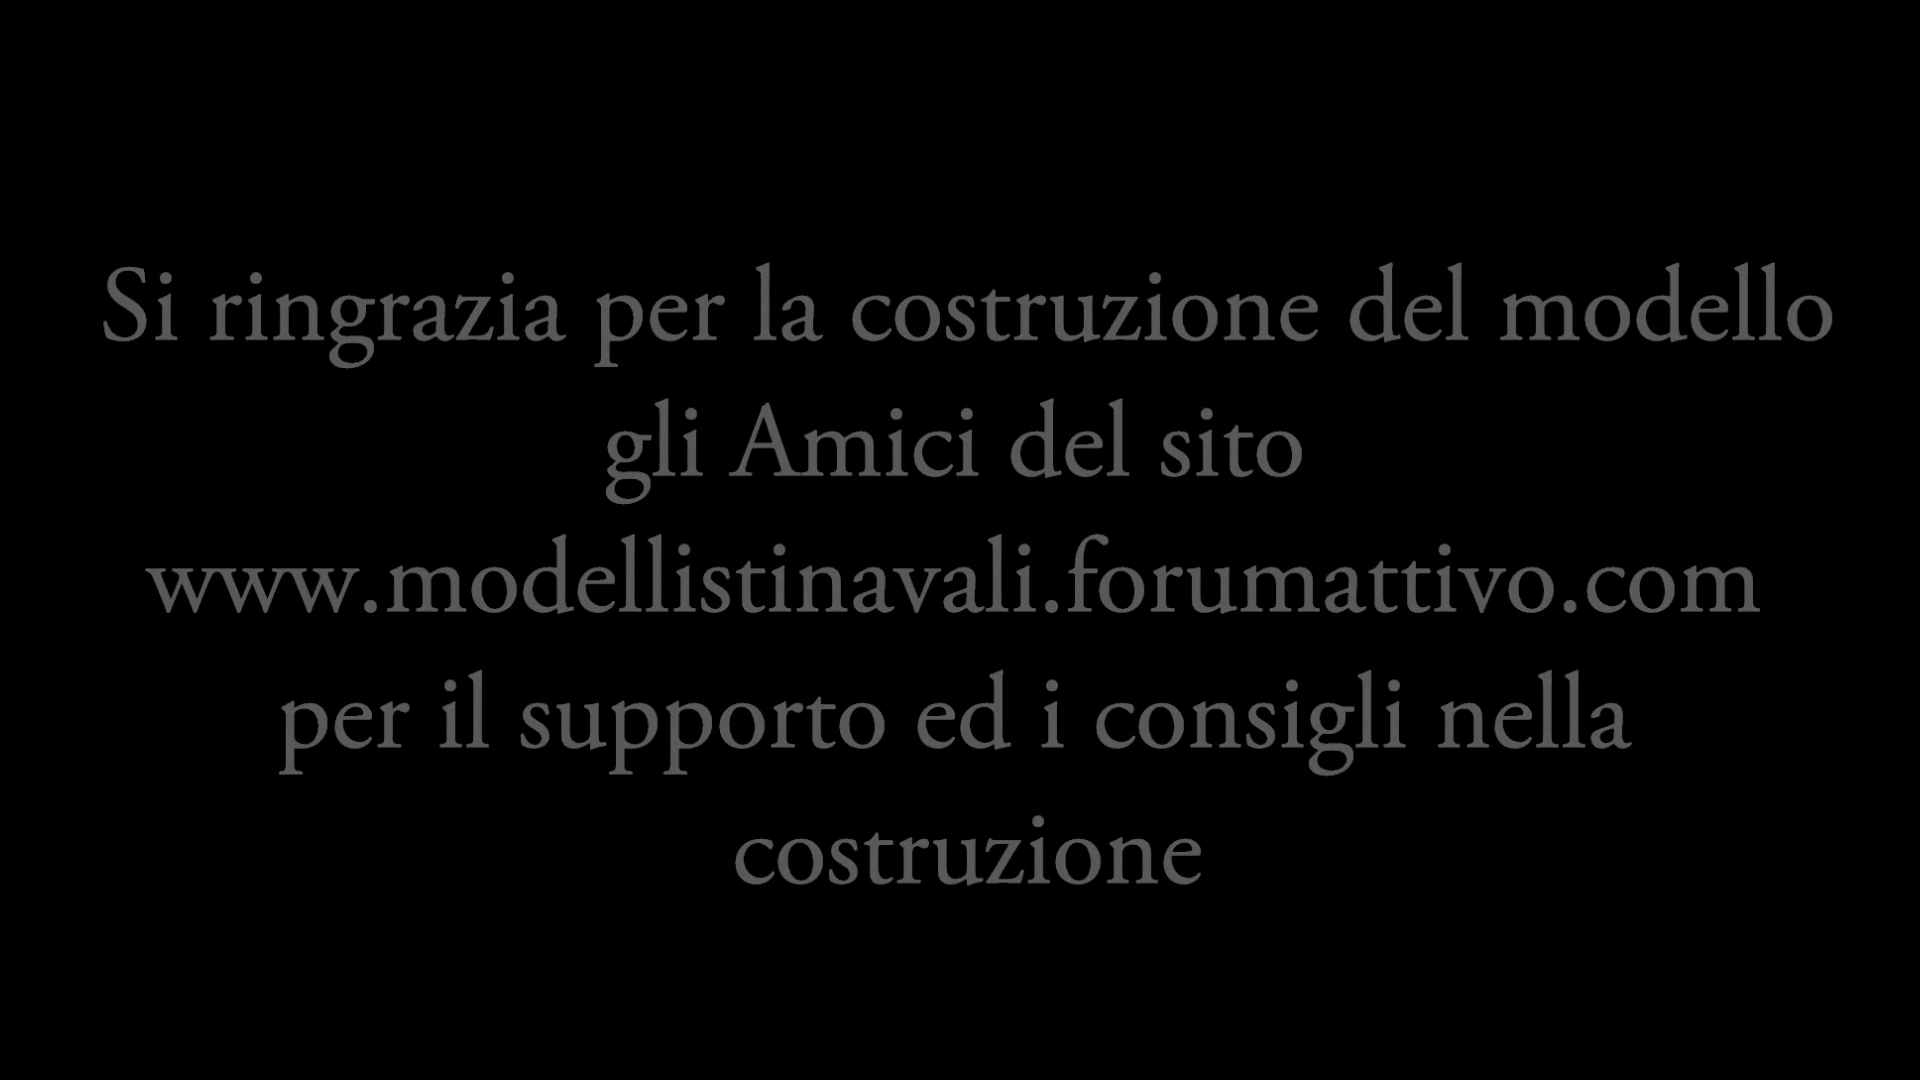 Si ringrazia per la costruzione del modello
gli Amici del sito
www.modellistinavali.forumattivo.com
per il supporto ed i consigli nella
costruzione